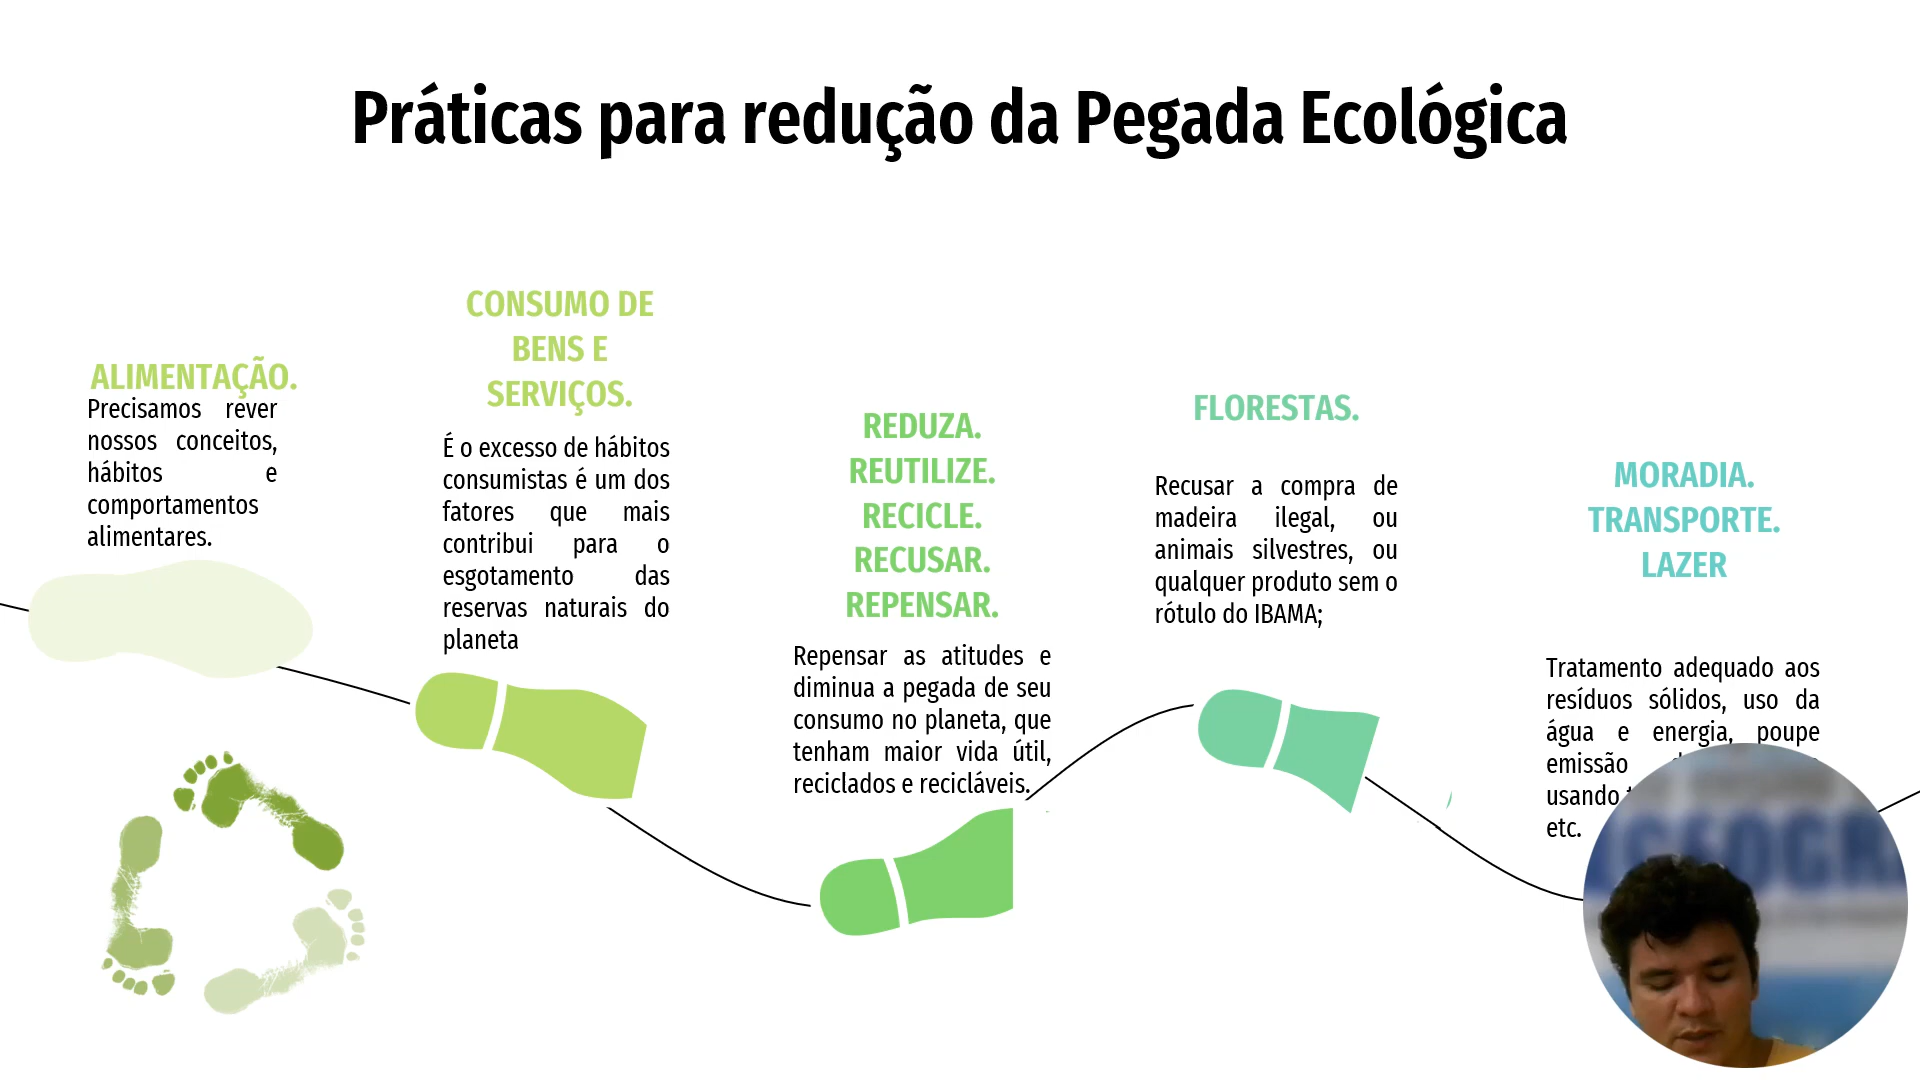 Práticas para redução da Pegada Ecológica
ALIMENTAÇÃO.
Precisamos rever
nossos conceitos,
hábitos e
comportamentos
alimentares.
CONSUMO DE
BENS E
SERVIÇOS.
É o excesso de hábitos
consumistas é um dos
fatores que mais
contribui para o
esgotamento das
reservas naturais do
planeta
REDUZA.
REUTILIZE.
RECICLE.
RECUSAR.
REPENSAR.
Repensar as atitudes e
diminua a pegada de seu
consumo no planeta, que
tenham maior vida útil,
reciclados e recicláveis.
FLORESTAS.
Recusar a compra de
madeira ilegal, ou
animais silvestres, ou
qualquer produto sem o
rótulo do IBAMA;
MORADIA.
TRANSPORTE.
LAZER
Tratamento adequado aos
resíduos sólidos, uso da
água e energia, poupe
emissão
usando
etc.